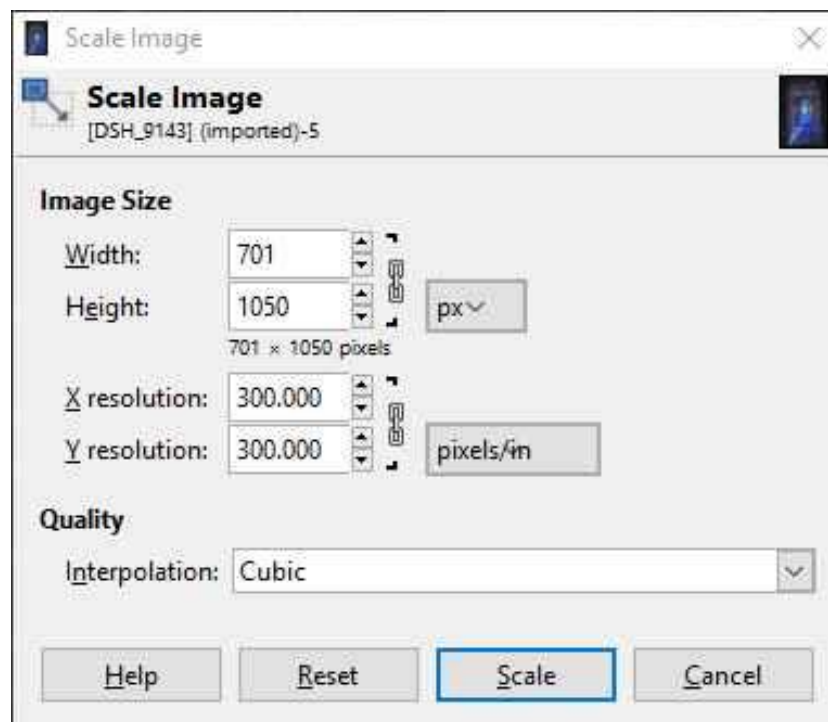 Scale Image
Scale Image
[DSH_9143] (imported)-5
Image Size
Width: 701
Height: 1050 px
701 × 1050 pixels
X resolution: 300.000
Y resolution: 300.000 pixels/in
Quality
Interpolation: Cubic
Help Reset Scale Cancel